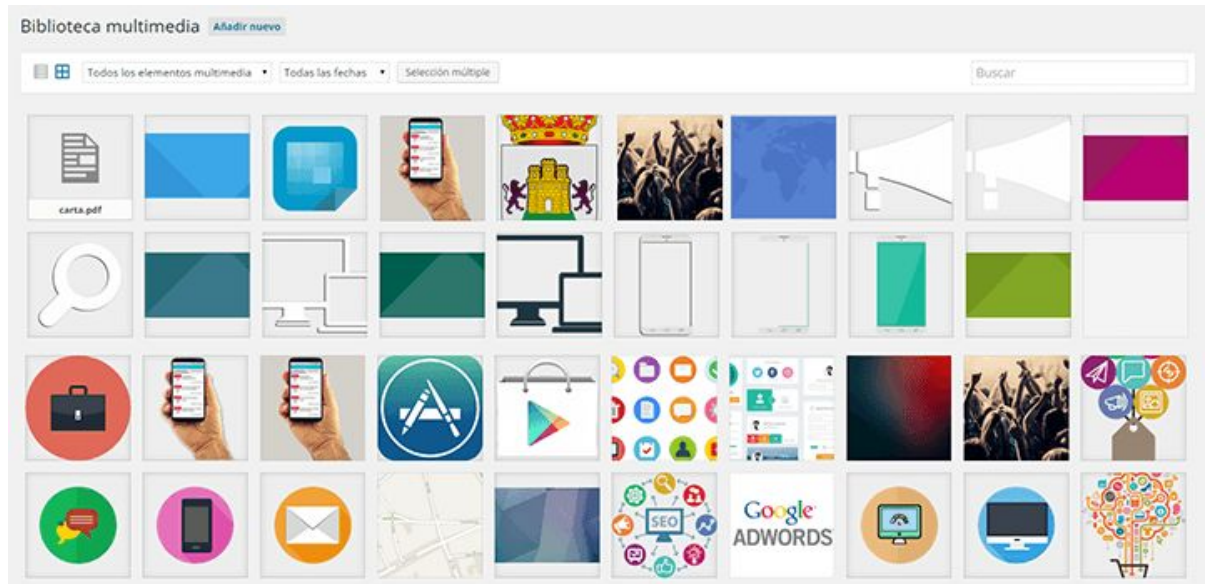 Biblioteca multimedia Añadir nuevo
Todos los elementos multimedia Todas las fechas Selección múltiple Buscar
carta.pdf
SEO
Google
ADWORDS